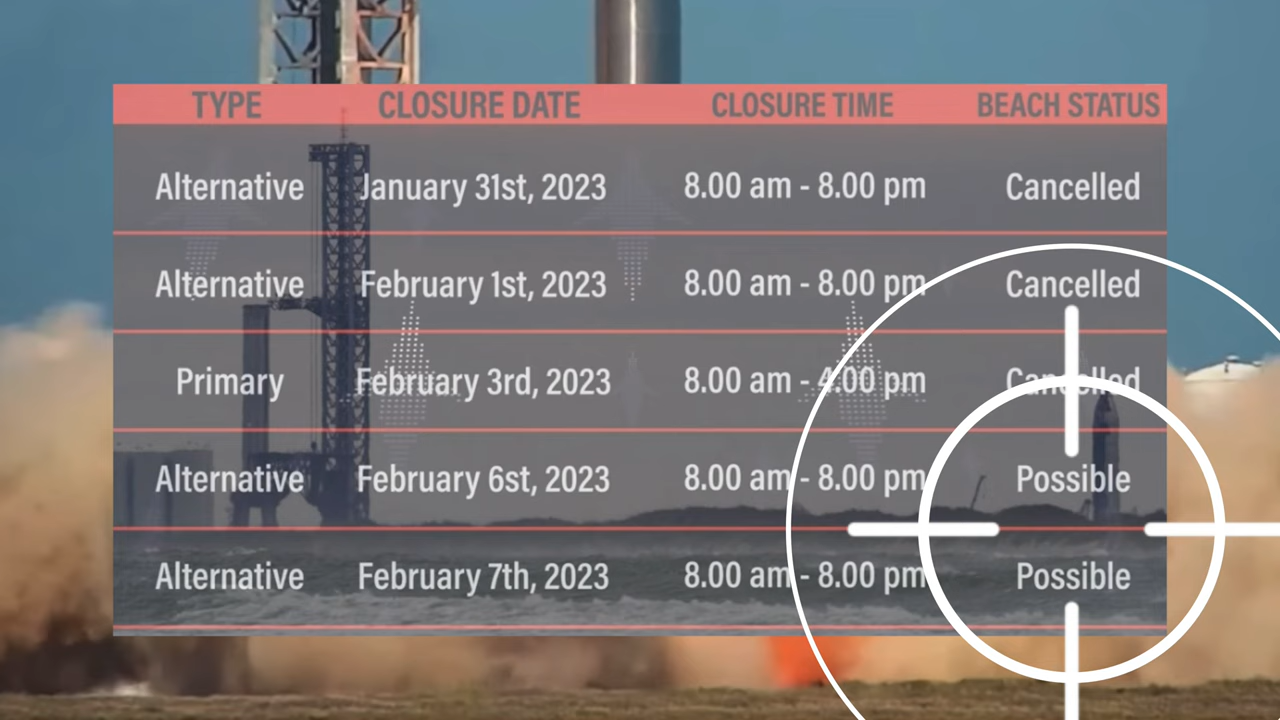 TYPE CLOSURE DATE CLOSURE TIME BEACH STATUS
Alternative January 31st, 2023 8.00 am - 8.00 pm Cancelled
Alternative February 1st, 2023 8.00 am - 8.00 pm Cancelled
Primary February 3rd, 2023 8.00 am - 4.00 pm Cancelled
Alternative February 6st, 2023 8.00 am - 8.00 pm Possible
Alternative February 7th, 2023 8.00 am - 8.00 pm Possible